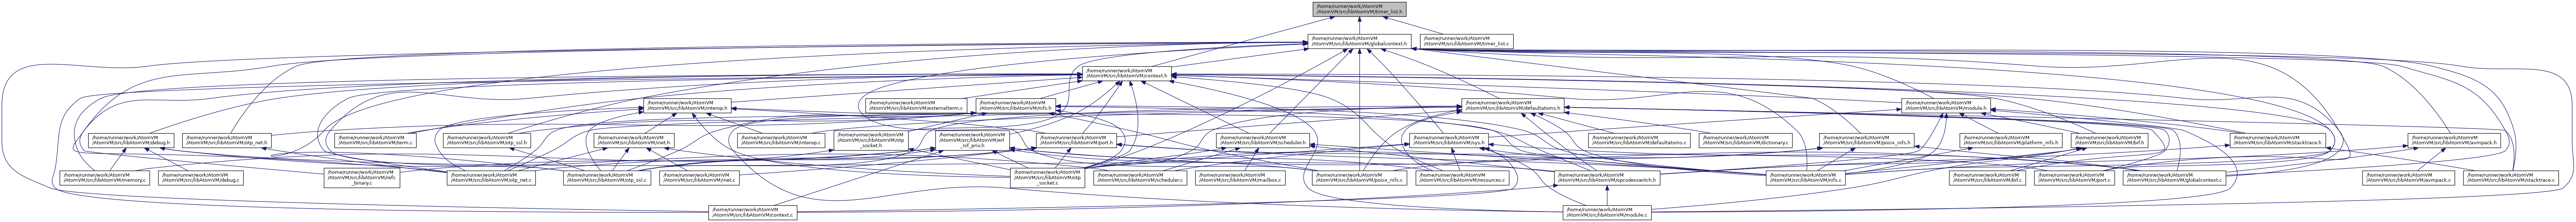 /home/runner/work/AtomVM
/AtomVM/src/libAtomVM/timer_list.h
/home/runner/work/AtomVM
/AtomVM/src/libAtomVM/globalcontext.h
/home/runner/work/AtomVM
/AtomVM/src/libAtomVM/timer_list.c
/home/runner/work/AtomVM
/AtomVM/src/libAtomVM/context.h
/home/runner/work/AtomVM
/AtomVM/src/libAtomVM/interop.h
/home/runner/work/AtomVM
/AtomVM/src/libAtomVM/externalterm.c
/home/runner/work/AtomVM
/AtomVM/src/libAtomVM/nifs.h
/home/runner/work/AtomVM
/AtomVM/src/libAtomVM/defaultatoms.h
/home/runner/work/AtomVM
/AtomVM/src/libAtomVM/module.h
/home/runner/work/AtomVM
/AtomVM/src/libAtomVM/debug.h
/home/runner/work/AtomVM
/AtomVM/src/libAtomVM/otp_net.h
/home/runner/work/AtomVM
/AtomVM/src/libAtomVM/term.c
/home/runner/work/AtomVM
/AtomVM/src/libAtomVM/otp_ssl.h
/home/runner/work/AtomVM
/AtomVM/src/libAtomVM/inet.h
/home/runner/work/AtomVM
/AtomVM/src/libAtomVM/interop.c
/home/runner/work/AtomVM
/AtomVM/src/libAtomVM/otp
_socket.h
/home/runner/work/AtomVM
/AtomVM/src/libAtomVM/erl
_nif_priv.h
/home/runner/work/AtomVM
/AtomVM/src/libAtomVM/port.h
/home/runner/work/AtomVM
/AtomVM/src/libAtomVM/scheduler.h
/home/runner/work/AtomVM
/AtomVM/src/libAtomVM/sys.h
/home/runner/work/AtomVM
/AtomVM/src/libAtomVM/defaultatoms.c
/home/runner/work/AtomVM
/AtomVM/src/libAtomVM/dictionary.c
/home/runner/work/AtomVM
/AtomVM/src/libAtomVM/posix_nifs.h
/home/runner/work/AtomVM
/AtomVM/src/libAtomVM/platform_nifs.h
/home/runner/work/AtomVM
/AtomVM/src/libAtomVM/bif.h
/home/runner/work/AtomVM
/AtomVM/src/libAtomVM/stacktrace.h
/home/runner/work/AtomVM
/AtomVM/src/libAtomVM/avmpack.h
/home/runner/work/AtomVM
/AtomVM/src/libAtomVM/memory.c
/home/runner/work/AtomVM
/AtomVM/src/libAtomVM/debug.c
/home/runner/work/AtomVM
/AtomVM/src/libAtomVM/refc
_binary.c
/home/runner/work/AtomVM
/AtomVM/src/libAtomVM/otp_net.c
/home/runner/work/AtomVM
/AtomVM/src/libAtomVM/otp_ssl.c
/home/runner/work/AtomVM
/AtomVM/src/libAtomVM/inet.c
/home/runner/work/AtomVM
/AtomVM/src/libAtomVM/otp
_socket.c
/home/runner/work/AtomVM
/AtomVM/src/libAtomVM/scheduler.c
/home/runner/work/AtomVM
/AtomVM/src/libAtomVM/mailbox.c
/home/runner/work/AtomVM
/AtomVM/src/libAtomVM/posix_nifs.c
/home/runner/work/AtomVM
/AtomVM/src/libAtomVM/resources.c
/home/runner/work/AtomVM
/AtomVM/src/libAtomVM/opcodesswitch.h
/home/runner/work/AtomVM
/AtomVM/src/libAtomVM/nifs.c
/home/runner/work/AtomVM
/AtomVM/src/libAtomVM/bif.c
/home/runner/work/AtomVM
/AtomVM/src/libAtomVM/port.c
/home/runner/work/AtomVM
/AtomVM/src/libAtomVM/globalcontext.c
/home/runner/work/AtomVM
/AtomVM/src/libAtomVM/avmpack.c
/home/runner/work/AtomVM
/AtomVM/src/libAtomVM/stacktrace.c
/home/runner/work/AtomVM
/AtomVM/src/libAtomVM/context.c
/home/runner/work/AtomVM
/AtomVM/src/libAtomVM/module.c